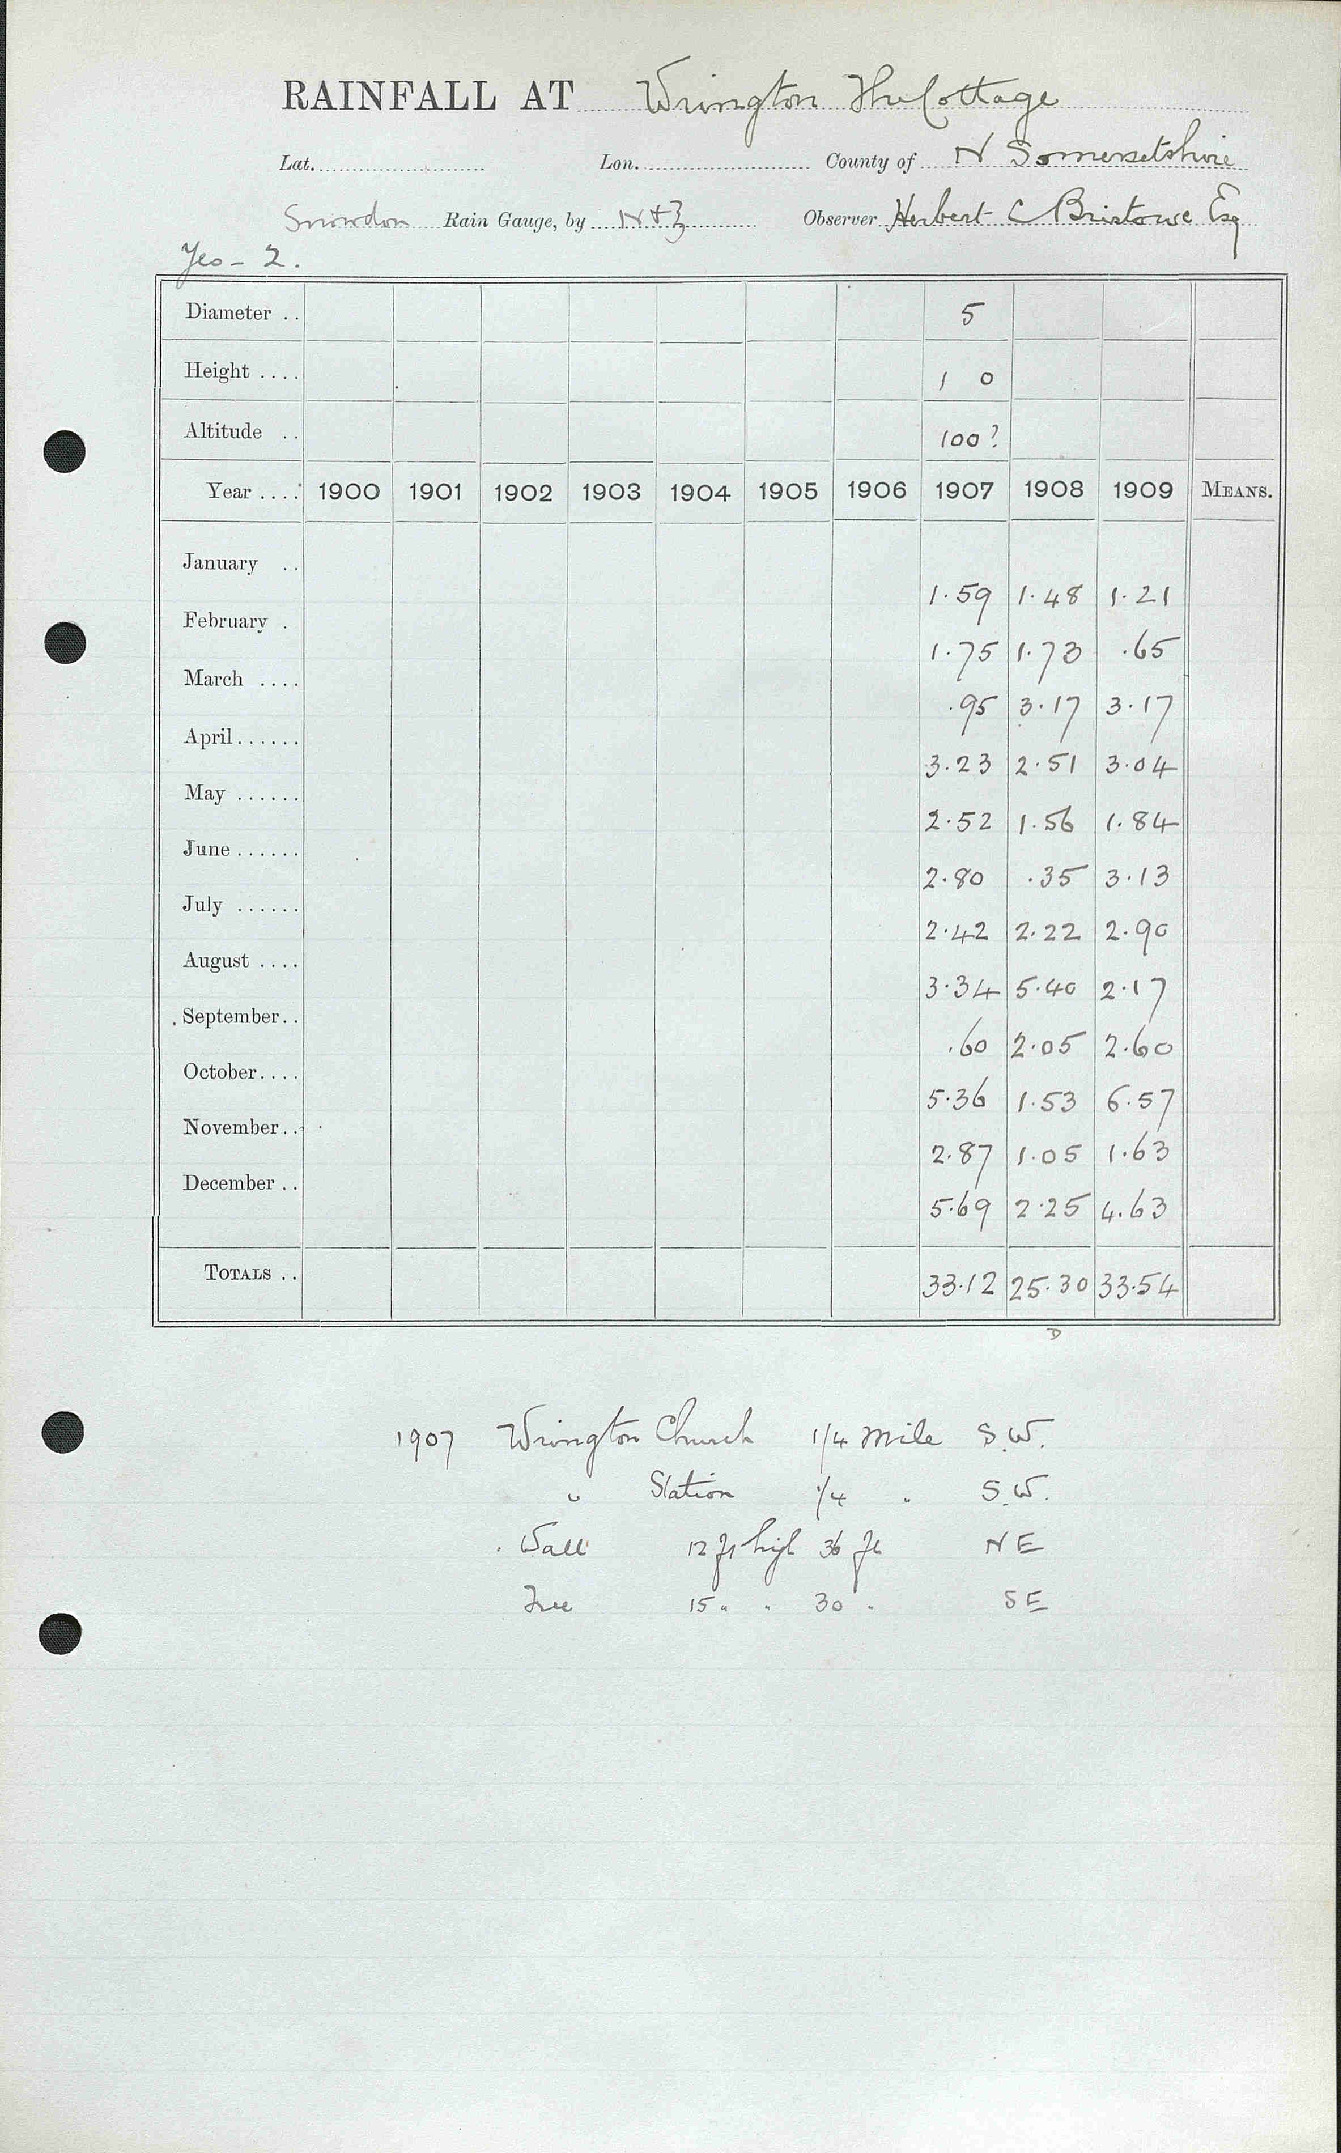 RAINFALL AT Wrington The Cottage
Lat. Lon. County of N Somersetshire
Snowdon Rain Gauge, by N & Z Observer Herbert C Bristowe Esq
Yeo - 2.
Diameter .. 5
Height .... 1 0
Altitude .. 100?
Year .... 1900 1901 1902 1903 1904 1905 1906 1907 1908 1909 MEANS.
January .. 1.59 1.48 1.21
February . 1.75 1.73 .65
March .... .95 3.17 3.17
April...... 3.23 2.51 3.04
May ...... 2.52 1.56 1.84
June ...... 2.80 .35 3.13
July ...... 2.42 2.22 2.90
August .... 3.34 5.40 2.17
September.. .60 2.05 2.60
October.... 5.36 1.53 6.57
November.. 2.87 1.05 1.63
December .. 5.69 2.25 4.63
TOTALS .. 33.12 25.30 33.54
D
1907 Wrington Church 1/4 Mile S.W.
" Station 1/4 " S.W.
Wall 12 ft high 36 ft NE
Tree 15 " " 30 " SE